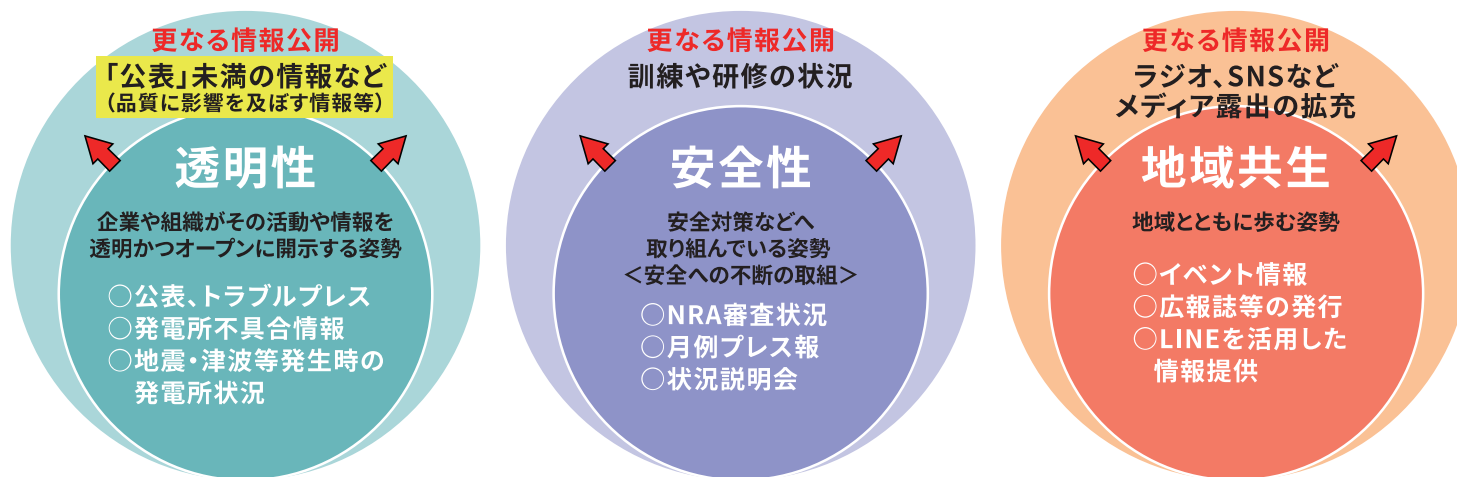 更なる情報公開
「公表」未満の情報など
(品質に影響を及ぼす情報等)
透明性
企業や組織がその活動や情報を
透明かつオープンに開示する姿勢
○公表、トラブルプレス
○発電所不具合情報
○地震・津波等発生時の
発電所状況
更なる情報公開
訓練や研修の状況
安全性
安全対策などへ
取り組んでいる姿勢
<安全への不断の取組>
○NRA審査状況
○月例プレス報
○状況説明会
更なる情報公開
ラジオ、SNSなど
メディア露出の拡充
地域共生
地域とともに歩む姿勢
○イベント情報
○広報誌等の発行
○LINEを活用した
情報提供